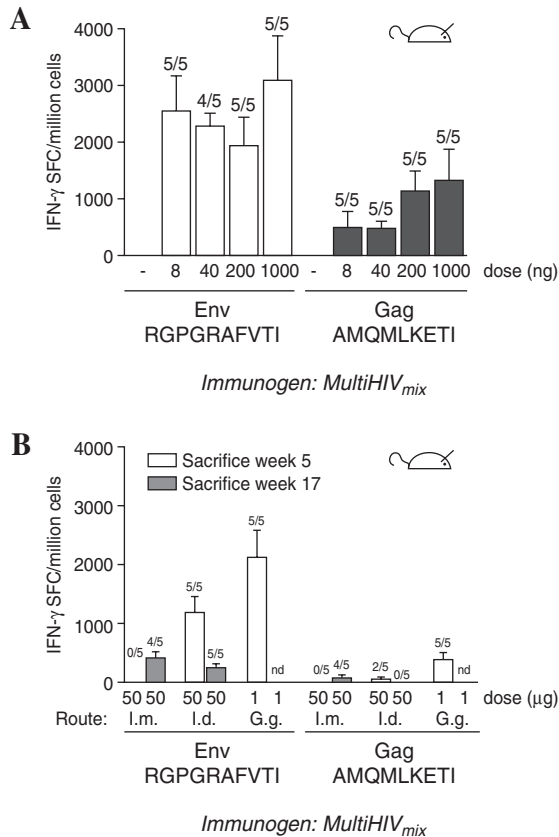 A
IFN-γ SFC/million cells
4000
3000
2000
1000
0
5/5 4/5 5/5 5/5 5/5 5/5 5/5 5/5
- 8 40 200 1000 - 8 40 200 1000 dose (ng)
Env Gag
RGPGRAFVTI AMQMLKETI
Immunogen: MultiHIVmix
B
IFN-γ SFC/million cells
4000
3000
2000
1000
0
Sacrifice week 5
Sacrifice week 17
0/5 4/5 5/5 5/5 5/5 nd 0/5 4/5 2/5 0/5 5/5 nd
50 50 50 50 1 1 50 50 50 50 1 1 dose (μg)
Route: I.m. I.d. G.g. I.m. I.d. G.g.
Env Gag
RGPGRAFVTI AMQMLKETI
Immunogen: MultiHIVmix